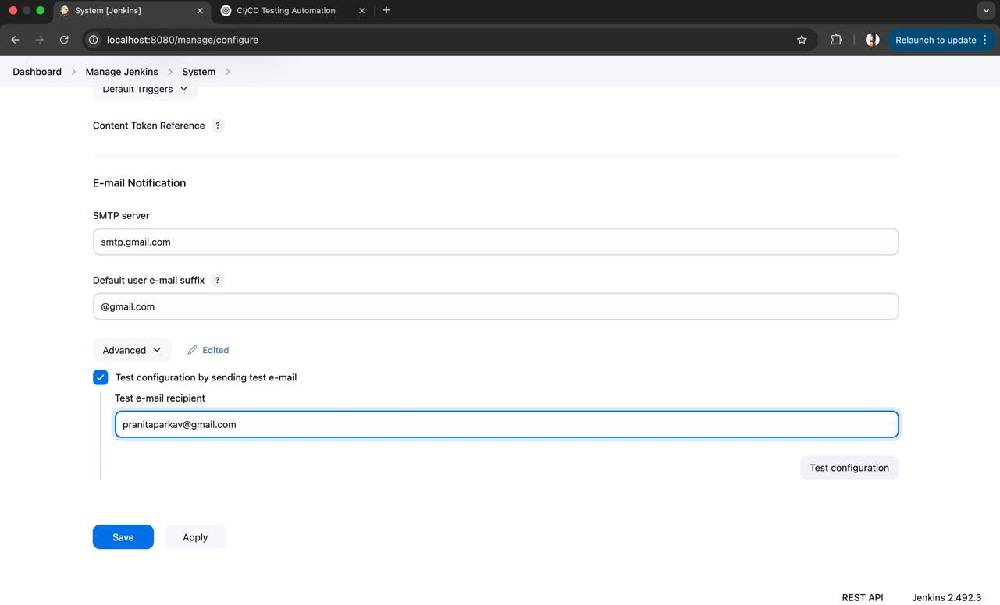 System [Jenkins]
CI/CD Testing Automation
localhost:8080/manage/configure
Relaunch to update
Dashboard
Manage Jenkins
System
Default Triggers
Content Token Reference ?
E-mail Notification
SMTP server
smtp.gmail.com
Default user e-mail suffix ?
@gmail.com
Advanced
Edited
Test configuration by sending test e-mail
Test e-mail recipient
pranitaparkav@gmail.com
Test configuration
Save
Apply
REST API
Jenkins 2.492.3